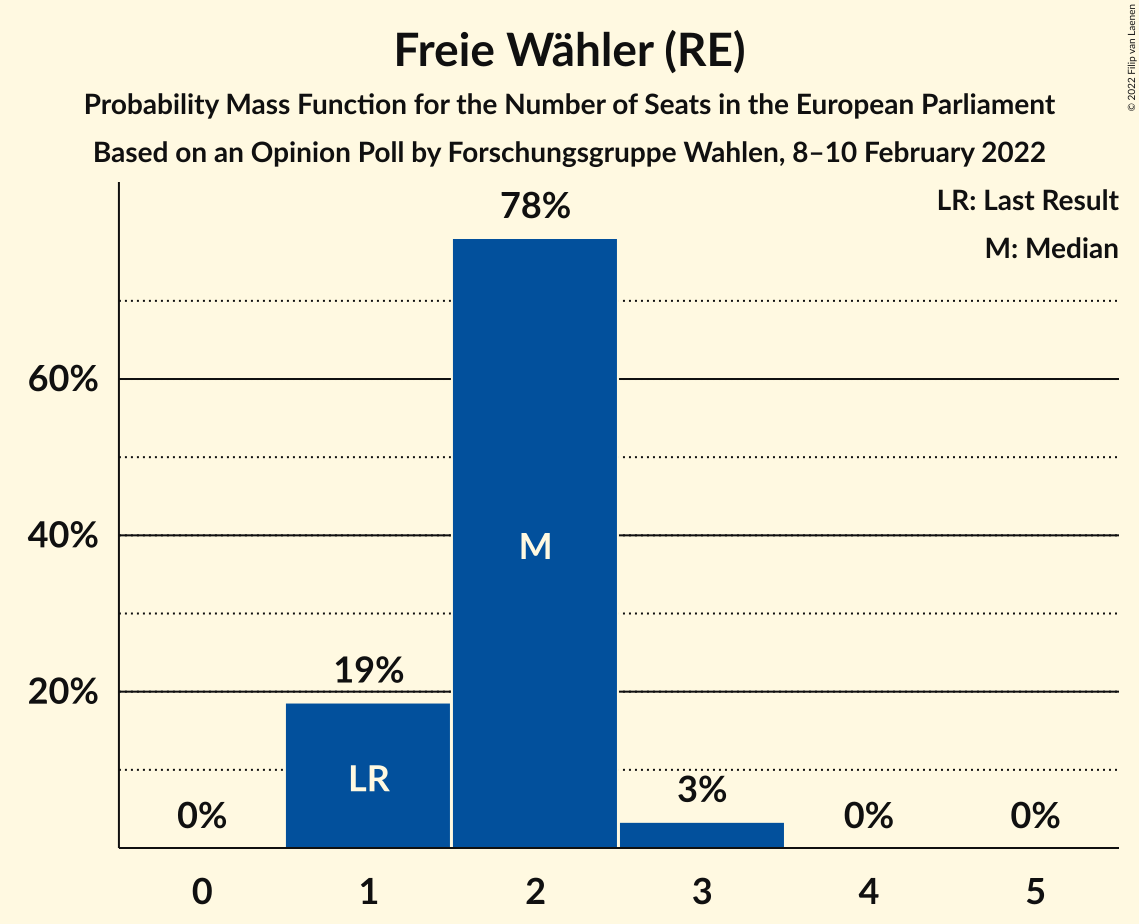 Freie Wähler (RE)
Probability Mass Function for the Number of Seats in the European Parliament
Based on an Opinion Poll by Forschungsgruppe Wahlen, 8–10 February 2022
© 2022 Filip van Laenen
LR: Last Result
M: Median
78%
60%
40%
M
20%
19%
LR
3%
0%
0%
0%
0
1
2
3
4
5